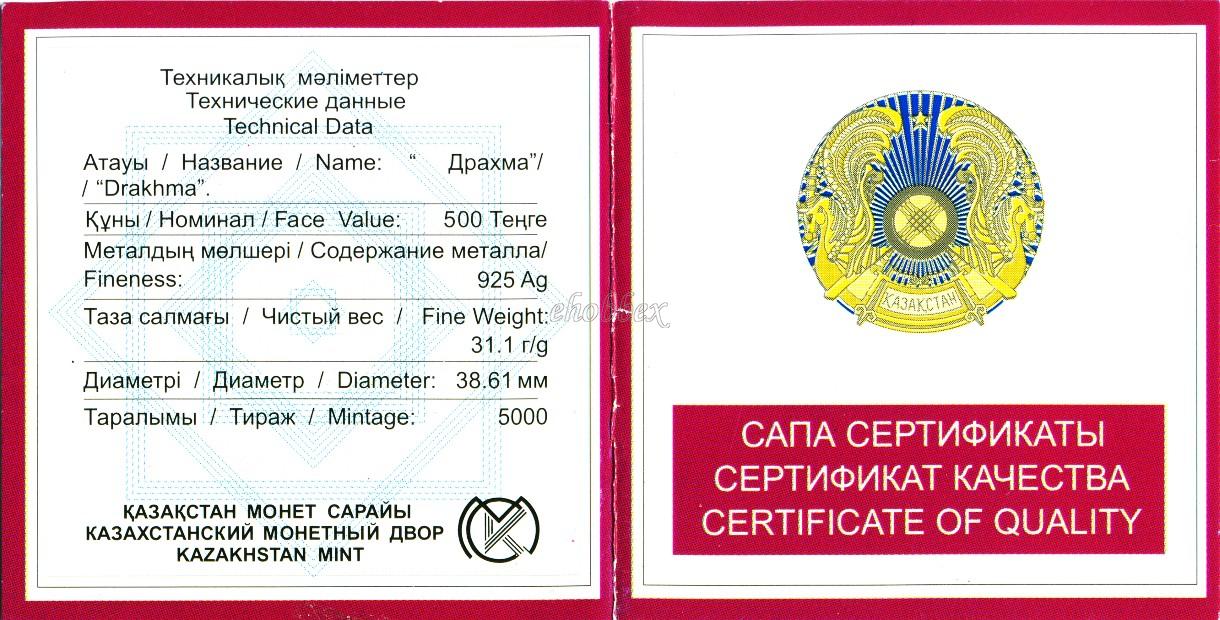 Техникалық мәліметтер
Технические данные
Technical Data
Атауы / Название / Name: “ Драхма”/
/ “Drakhma”.
Құны / Номинал / Face Value: 500 Теңге
Металдың мөлшері / Содержание металла/
Fineness: 925 Ag
Таза салмағы / Чистый вес / Fine Weight:
31.1 г/g
Диаметрі / Диаметр / Diameter: 38.61 мм
Таралымы / Тираж / Mintage: 5000
ҚАЗАҚСТАН МОНЕТ САРАЙЫ
КАЗАХСТАНСКИЙ МОНЕТНЫЙ ДВОР
KAZAKHSTAN MINT
ҚАЗАҚСТАН
САПА СЕРТИФИКАТЫ
СЕРТИФИКАТ КАЧЕСТВА
CERTIFICATE OF QUALITY